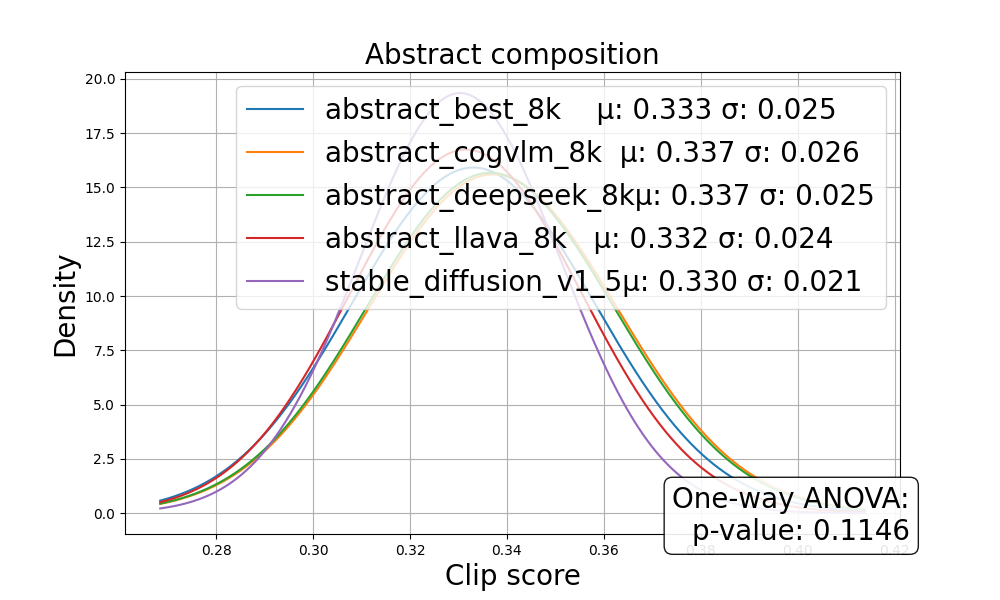 Abstract composition
20.0
17.5
15.0
12.5
10.0
7.5
5.0
2.5
0.0
Density
abstract_best_8k μ: 0.333 σ: 0.025
abstract_cogvlm_8k μ: 0.337 σ: 0.026
abstract_deepseek_8kμ: 0.337 σ: 0.025
abstract_llava_8k μ: 0.332 σ: 0.024
stable_diffusion_v1_5μ: 0.330 σ: 0.021
One-way ANOVA:
p-value: 0.1146
0.28 0.30 0.32 0.34 0.36 0.38 0.40 0.42
Clip score